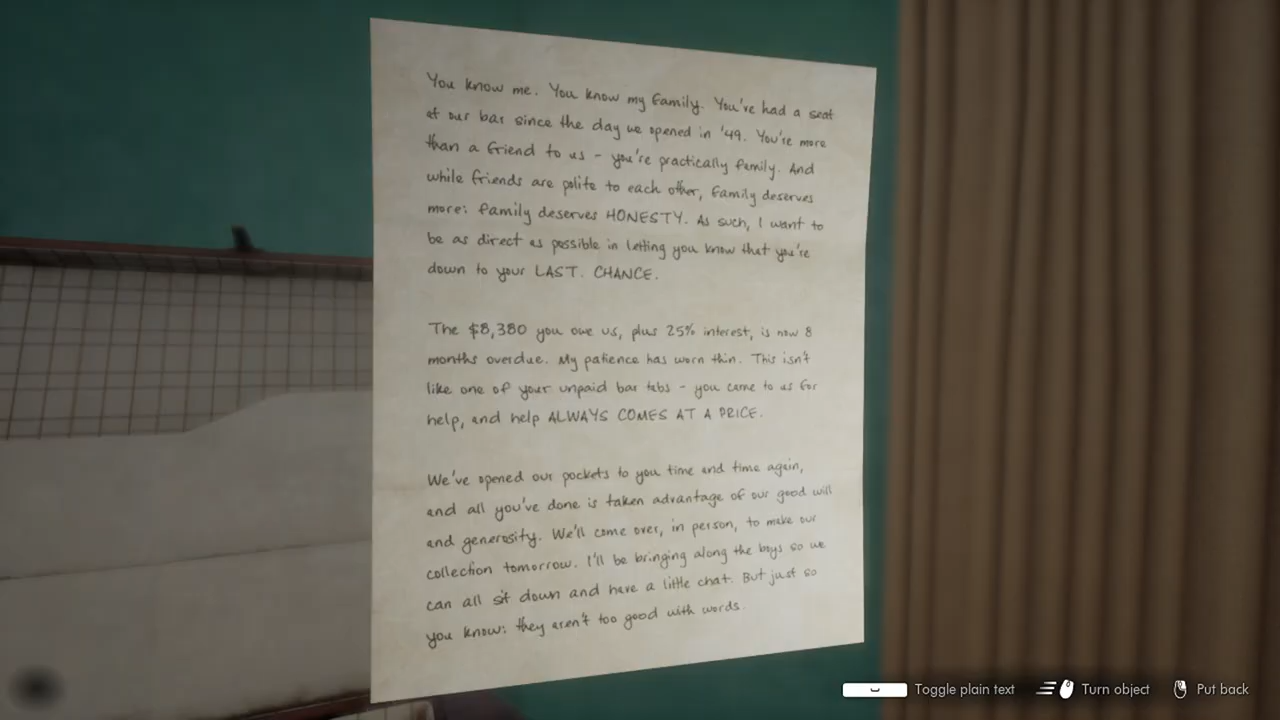 You know me. You know my family. You've had a seat
at our bar since the day we opened in '49. You're more
than a friend to us - you're practically family. And
while friends are polite to each other, family deserves
more: family deserves HONESTY. As such, I want to
be as direct as possible in letting you know that you're
down to your LAST. CHANCE.
The $8,380 you owe us, plus 25% interest, is now 8
months overdue. My patience has worn thin. This isn't
like one of your unpaid bar tabs - you came to us for
help, and help ALWAYS COMES AT A PRICE.
We've opened our pockets to you time and time again,
and all you've done is taken advantage of our good will
and generosity. We'll come over, in person, to make our
collection tomorrow. I'll be bringing along the boys so we
can all sit down and have a little chat. But just so
you know: they aren't too good with words.
Toggle plain text
Turn object
Put back